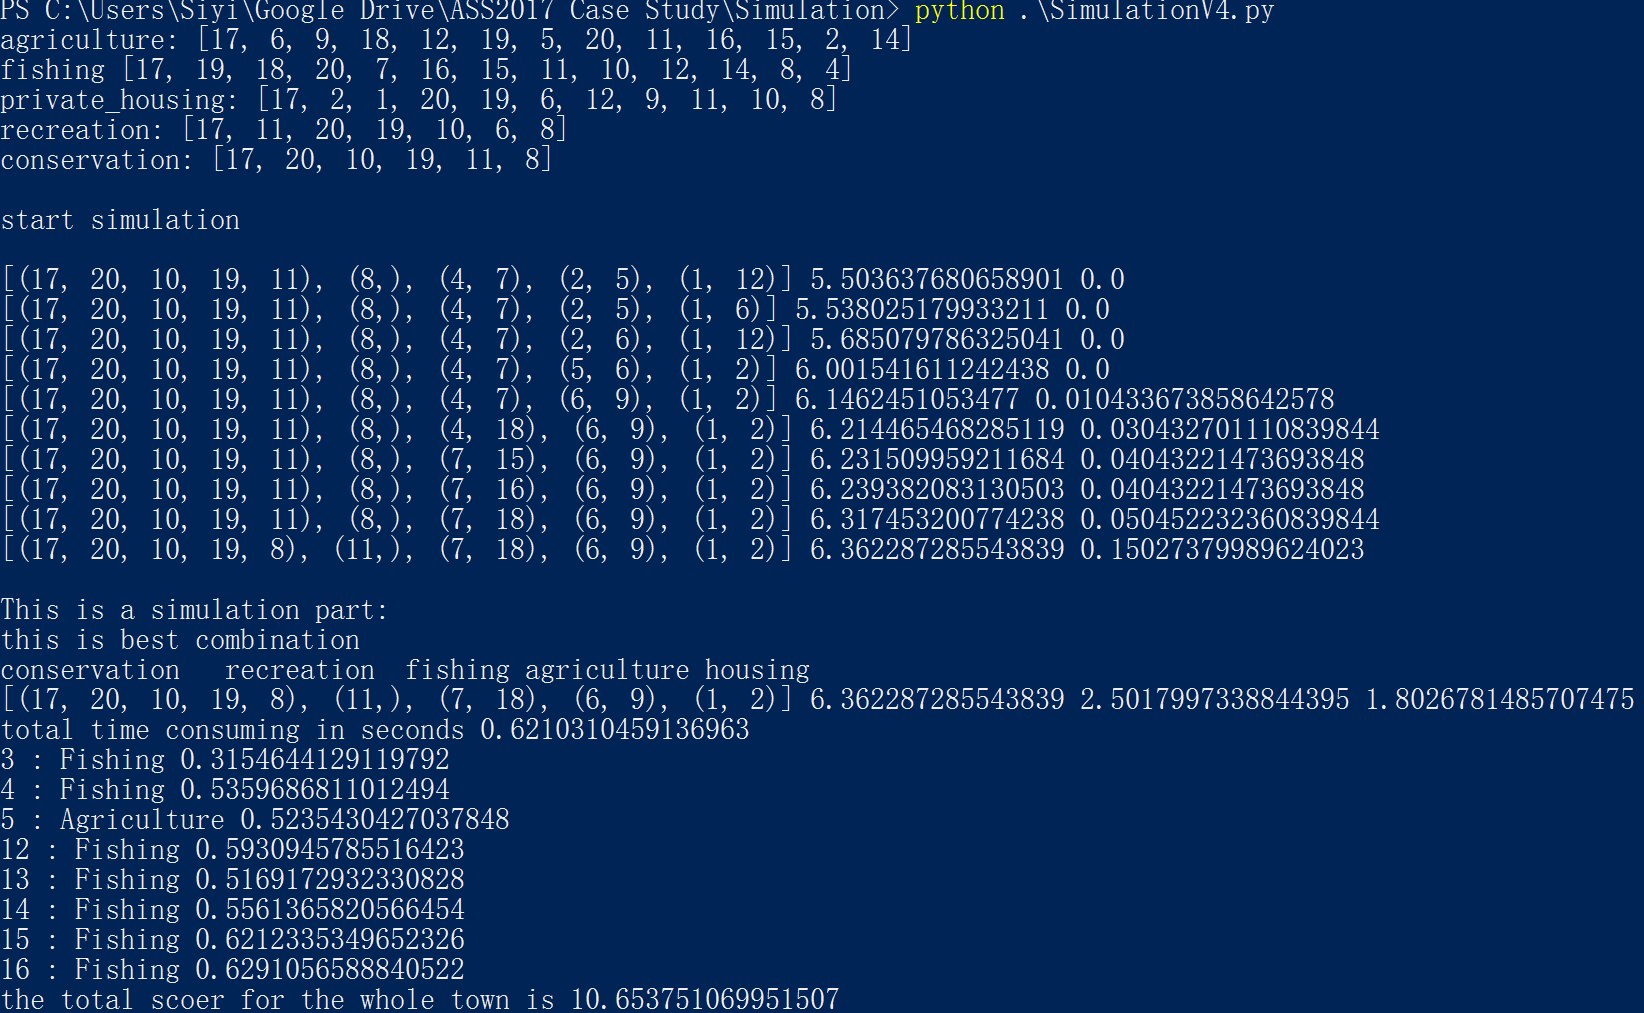 PS C:\Users\Siyi\Google Drive\ASS2017 Case Study\Simulation> python .\SimulationV4.py
agriculture: [17, 6, 9, 18, 12, 19, 5, 20, 11, 16, 15, 2, 14]
fishing [17, 19, 18, 20, 7, 16, 15, 11, 10, 12, 14, 8, 4]
private_housing: [17, 2, 1, 20, 19, 6, 12, 9, 11, 10, 8]
recreation: [17, 11, 20, 19, 10, 6, 8]
conservation: [17, 20, 10, 19, 11, 8]
start simulation
[(17, 20, 10, 19, 11), (8,), (4, 7), (2, 5), (1, 12)] 5.503637680658901 0.0
[(17, 20, 10, 19, 11), (8,), (4, 7), (2, 5), (1, 6)] 5.538025179933211 0.0
[(17, 20, 10, 19, 11), (8,), (4, 7), (2, 6), (1, 12)] 5.685079786325041 0.0
[(17, 20, 10, 19, 11), (8,), (4, 7), (5, 6), (1, 2)] 6.001541611242438 0.0
[(17, 20, 10, 19, 11), (8,), (4, 7), (6, 9), (1, 2)] 6.1462451053477 0.010433673858642578
[(17, 20, 10, 19, 11), (8,), (4, 18), (6, 9), (1, 2)] 6.214465468285119 0.030432701110839844
[(17, 20, 10, 19, 11), (8,), (7, 15), (6, 9), (1, 2)] 6.231509959211684 0.04043221473693848
[(17, 20, 10, 19, 11), (8,), (7, 16), (6, 9), (1, 2)] 6.239382083130503 0.04043221473693848
[(17, 20, 10, 19, 11), (8,), (7, 18), (6, 9), (1, 2)] 6.317453200774238 0.050452232360839844
[(17, 20, 10, 19, 8), (11,), (7, 18), (6, 9), (1, 2)] 6.362287285543839 0.15027379989624023
This is a simulation part:
this is best combination
conservation   recreation  fishing agriculture housing
[(17, 20, 10, 19, 8), (11,), (7, 18), (6, 9), (1, 2)] 6.362287285543839 2.5017997338844395 1.8026781485707475
total time consuming in seconds 0.6210310459136963
3 : Fishing 0.3154644129119792
4 : Fishing 0.5359686811012494
5 : Agriculture 0.5235430427037848
12 : Fishing 0.5930945785516423
13 : Fishing 0.5169172932330828
14 : Fishing 0.5561365820566454
15 : Fishing 0.6212335349652326
16 : Fishing 0.6291056588840522
the total scoer for the whole town is 10.653751069951507